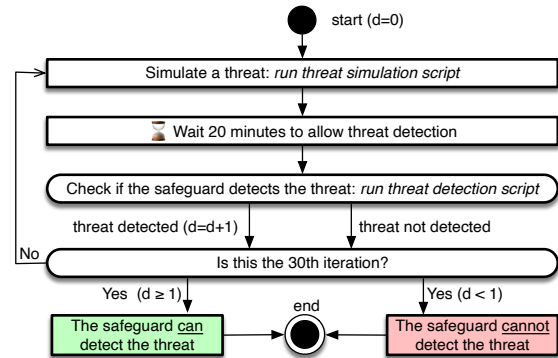 start (d=0)
Simulate a threat: run threat simulation script
Wait 20 minutes to allow threat detection
Check if the safeguard detects the threat: run threat detection script
threat detected (d=d+1)
threat not detected
No
Is this the 30th iteration?
Yes (d ≥ 1)
end
Yes (d < 1)
The safeguard can
detect the threat
The safeguard cannot
detect the threat